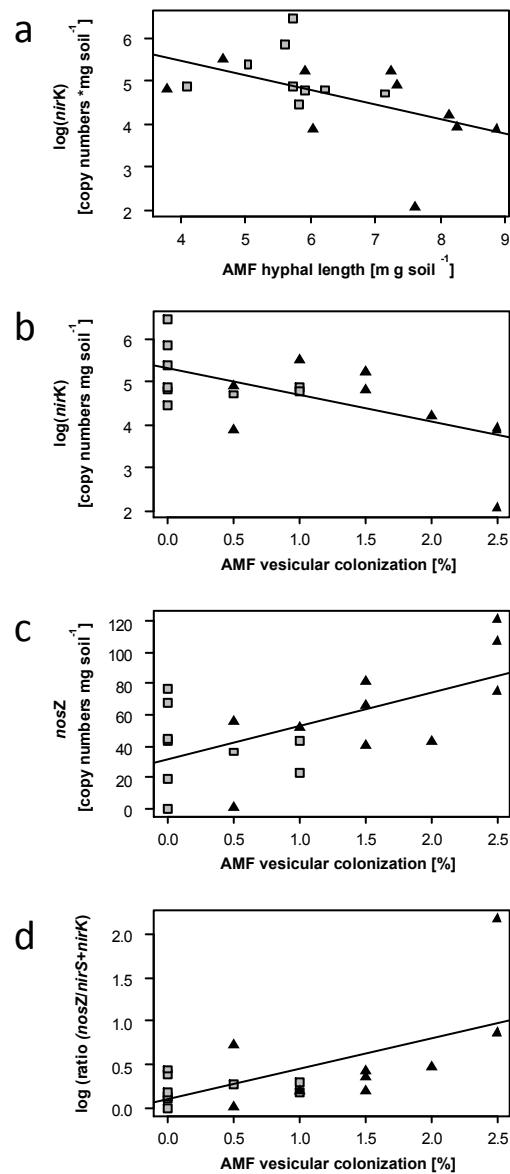 a
log(nirK)
[copy numbers *mg soil -1]
6
5
4
3
2
4 5 6 7 8 9
AMF hyphal length [m g soil -1]
b
log(nirK)
[copy numbers mg soil -1]
6
5
4
3
2
0.0 0.5 1.0 1.5 2.0 2.5
AMF vesicular colonization [%]
c
nosZ
[copy numbers mg soil -1]
120
100
80
60
40
20
0
0.0 0.5 1.0 1.5 2.0 2.5
AMF vesicular colonization [%]
d
log (ratio (nosZ/nirS+nirK)
2.0
1.5
1.0
0.5
0.0
0.0 0.5 1.0 1.5 2.0 2.5
AMF vesicular colonization [%]